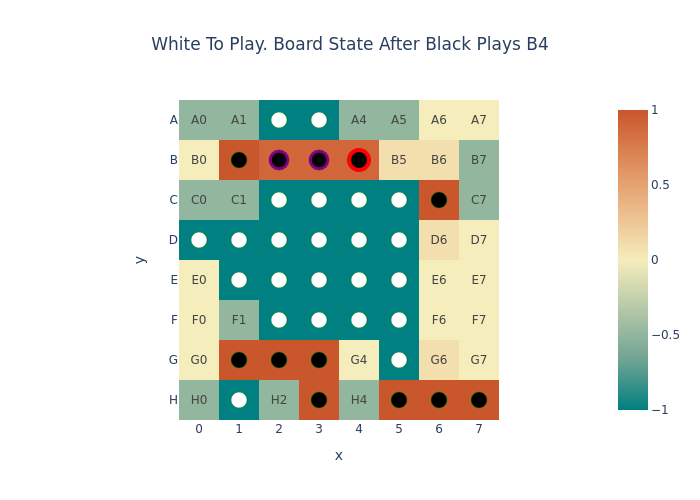 White To Play. Board State After Black Plays B4
A A0 A1 A4 A5 A6 A7
B B0 B5 B6 B7
C C0 C1 C7
D D6 D7
E E0 E6 E7
F F0 F1 F6 F7
G G0 G4 G6 G7
H H0 H2 H4
0 1 2 3 4 5 6 7
x
y
1
0.5
0
−0.5
−1